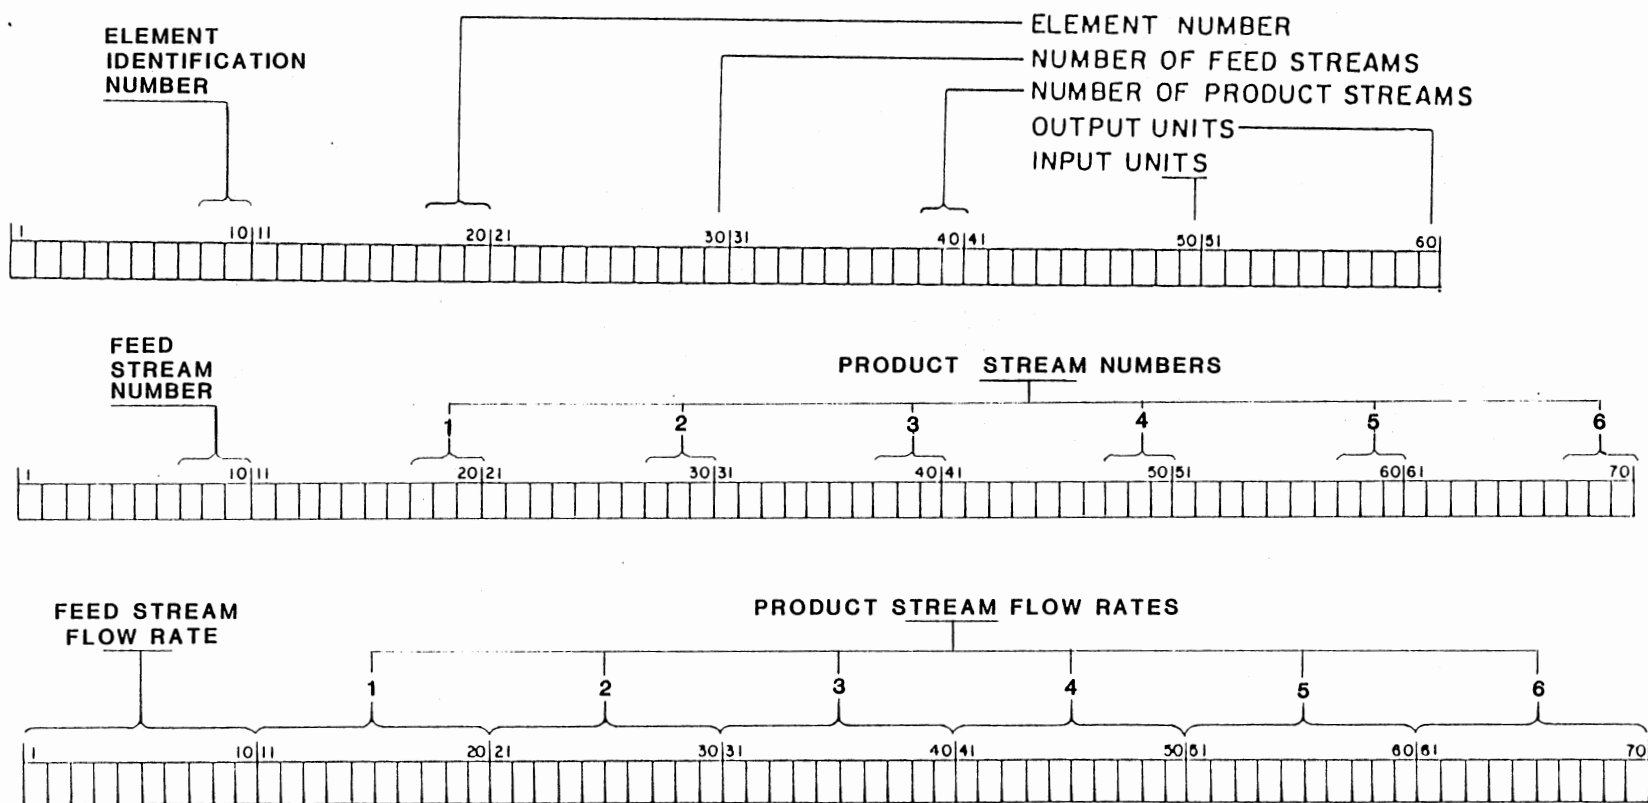 ELEMENT
IDENTIFICATION
NUMBER
ELEMENT NUMBER
NUMBER OF FEED STREAMS
NUMBER OF PRODUCT STREAMS
OUTPUT UNITS
INPUT UNITS
1 10 11 20 21 30 31 40 41 50 51 60
FEED
STREAM
NUMBER
PRODUCT STREAM NUMBERS
1 2 3 4 5 6
1 10 11 20 21 30 31 40 41 50 51 60 61 70
FEED STREAM
FLOW RATE
PRODUCT STREAM FLOW RATES
1 2 3 4 5 6
1 10 11 20 21 30 31 40 41 50 51 60 61 70